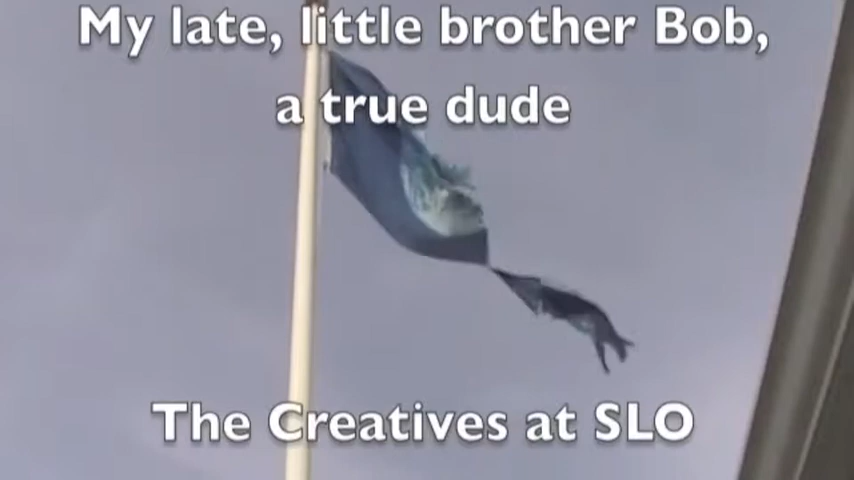 My late, little brother Bob,
a true dude
The Creatives at SLO